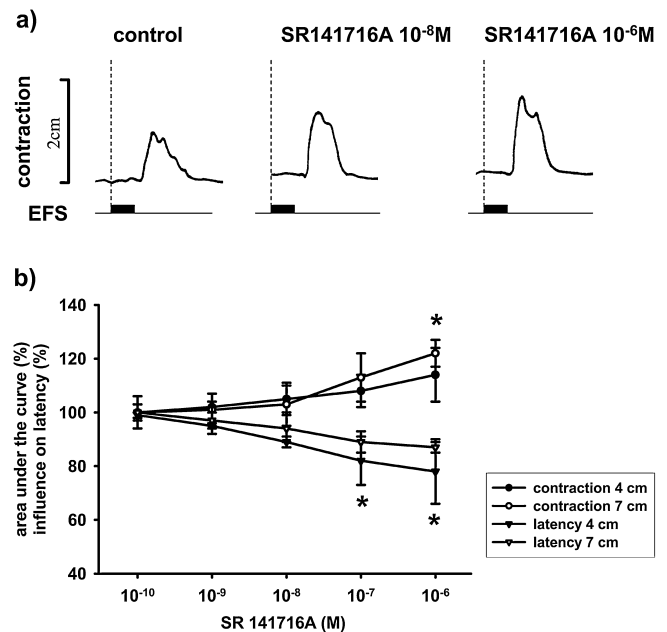 a)
control SR141716A 10⁻⁸M SR141716A 10⁻⁶M
contraction
2cm
EFS
b)
area under the curve (%)
influence on latency (%)
140
120
100
80
60
40
*
*
*
10⁻¹⁰ 10⁻⁹ 10⁻⁸ 10⁻⁷ 10⁻⁶
SR 141716A (M)
contraction 4 cm
contraction 7 cm
latency 4 cm
latency 7 cm